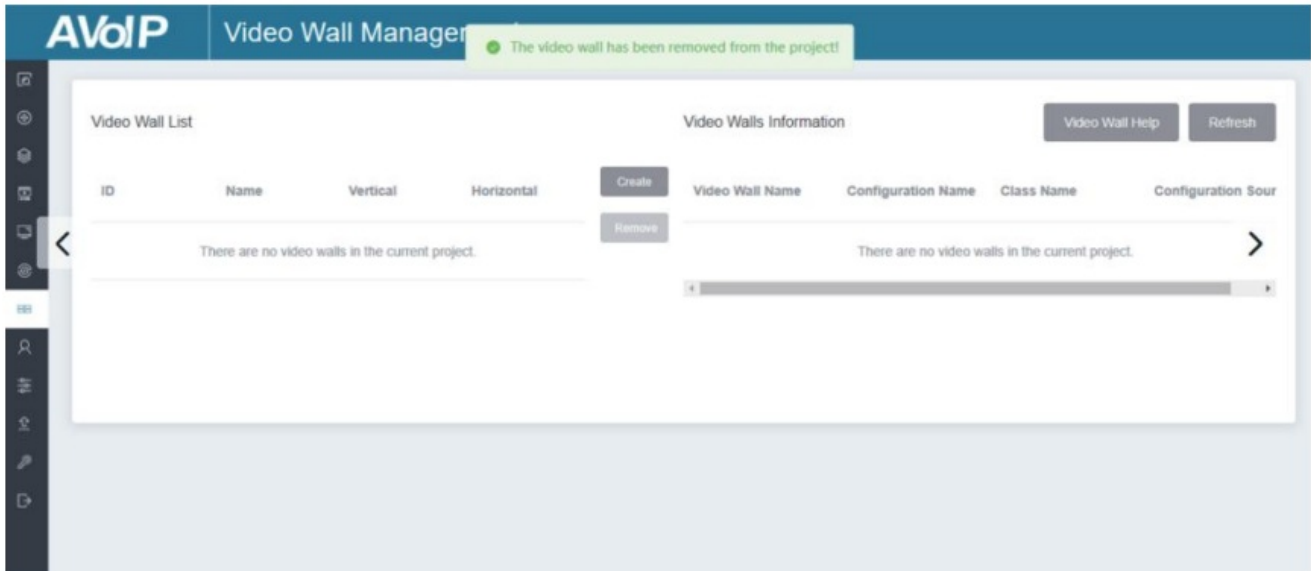 AVoIP
Video Wall Manager
The video wall has been removed from the project!
Video Wall List
Video Walls Information
Video Wall Help
Refresh
ID Name Vertical Horizontal
Create
Remove
Video Wall Name Configuration Name Class Name Configuration Sour
There are no video walls in the current project.
There are no video walls in the current project.